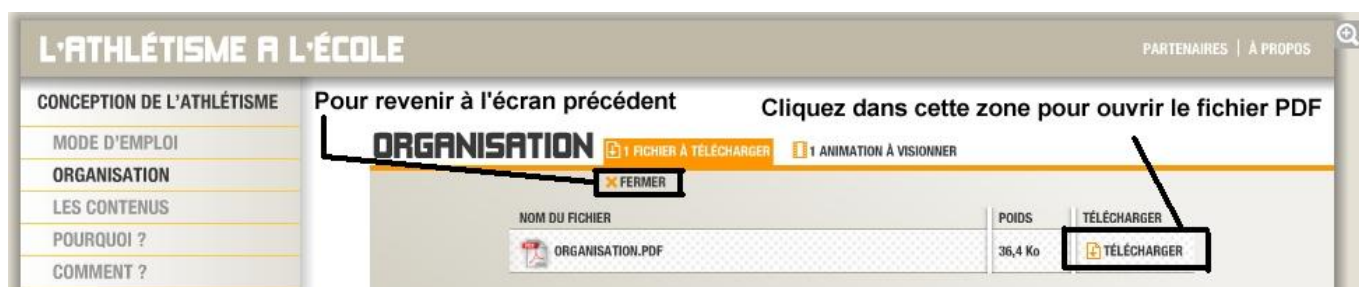 L'ATHLÉTISME A L'ÉCOLE
PARTENAIRES | À PROPOS
CONCEPTION DE L'ATHLÉTISME
MODE D'EMPLOI
ORGANISATION
LES CONTENUS
POURQUOI ?
COMMENT ?
Pour revenir à l'écran précédent
Cliquez dans cette zone pour ouvrir le fichier PDF
ORGANISATION
1 FICHIER À TÉLÉCHARGER
1 ANIMATION À VISIONNER
FERMER
NOM DU FICHIER
POIDS
TÉLÉCHARGER
ORGANISATION.PDF
36,4 Ko
TÉLÉCHARGER